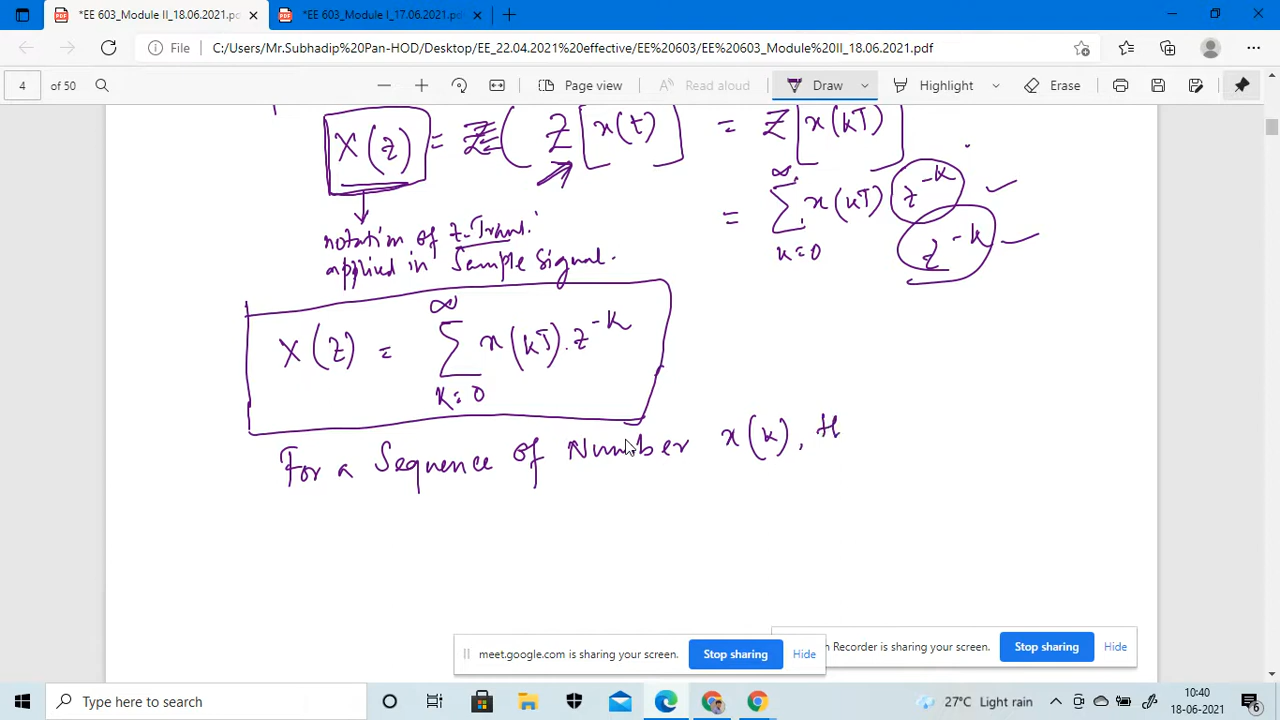 *EE 603_Module II_18.06.2021.pd
*EE 603_Module I_17.06.2021.pdf
File
C:/Users/Mr.Subhadip%20Pan-HOD/Desktop/EE_22.04.2021%20effective/EE%20603/EE%20603_Module%20II_18.06.2021.pdf
4 of 50
Page view
Read aloud
Draw
Highlight
Erase
X(z) = Z[x(t)] = Z[x(kT)]
= ∑ x(kT) z^-k
∞
k=0
z^-k
notation of z-Trans.
applied in Sample Signal.
X(z) = ∑ x(kT).z^-k
∞
K=0
For a Sequence of Number x(k), th
meet.google.com is sharing your screen.
Stop sharing
Hide
Recorder is sharing your screen.
Stop sharing
Hide
Type here to search
27°C Light rain
10:40
18-06-2021
6